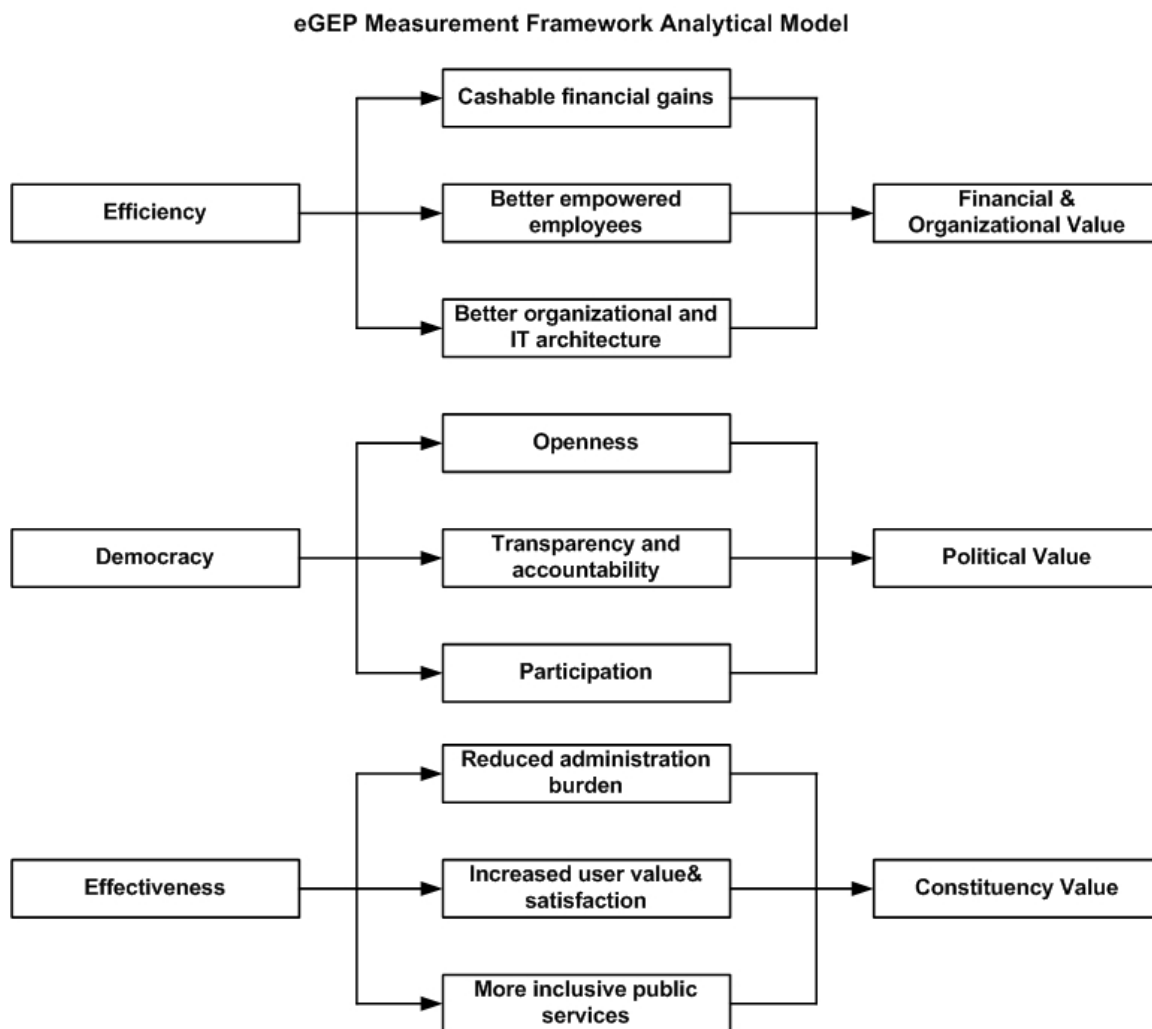 eGEP Measurement Framework Analytical Model
Cashable financial gains
Efficiency
Better empowered
employees
Financial &
Organizational Value
Better organizational and
IT architecture
Openness
Democracy
Transparency and
accountability
Political Value
Participation
Reduced administration
burden
Effectiveness
Increased user value&
satisfaction
Constituency Value
More inclusive public
services